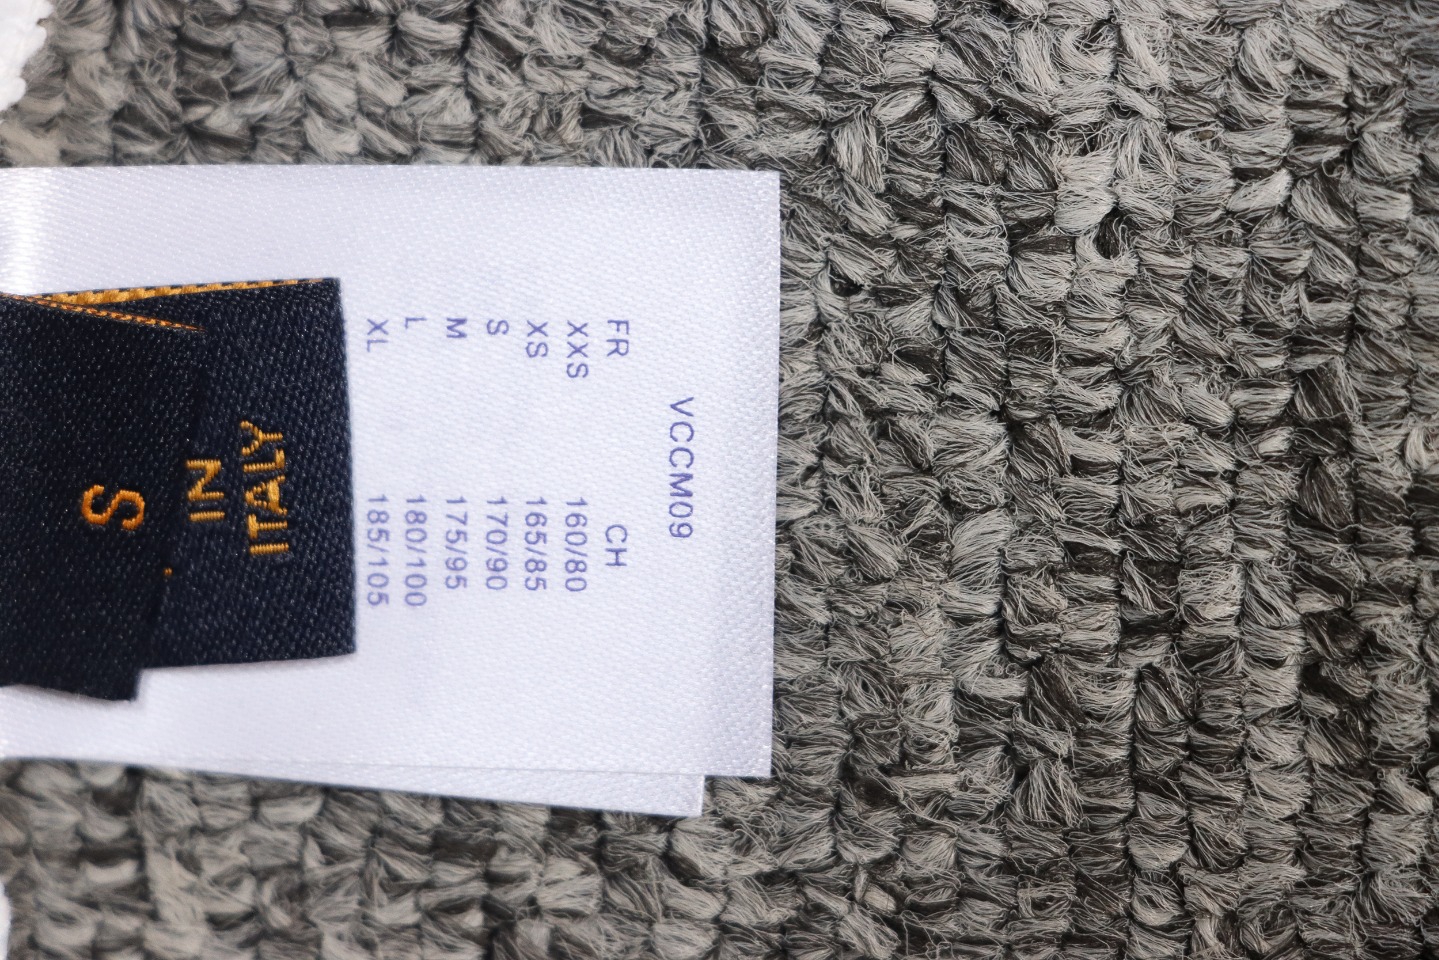 VCCM09
FR CH
XXS 160/80
XS 165/85
S 170/90
M 175/95
L 180/100
XL 185/105
IN
ITALY
S